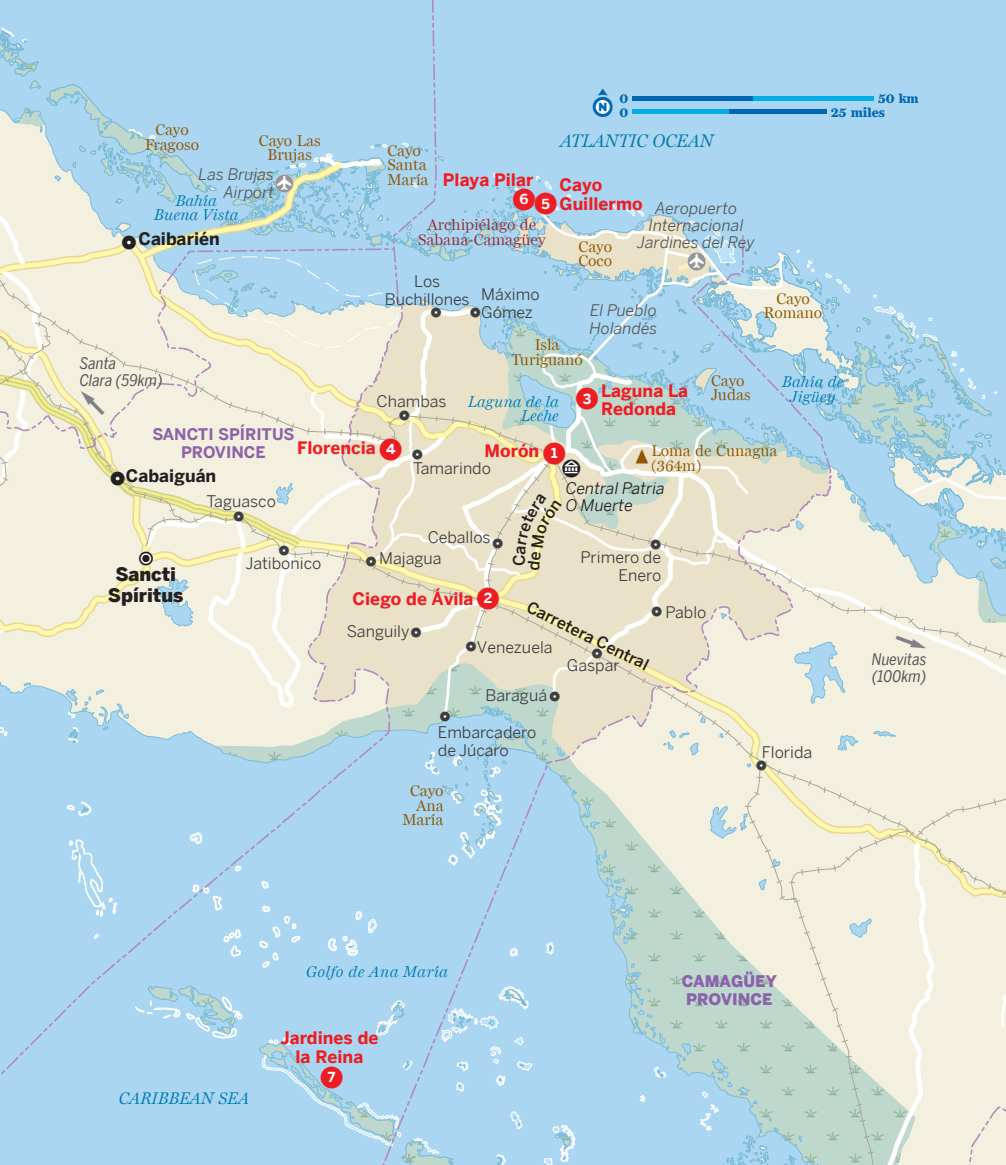 0
50 km
N
0
25 miles
ATLANTIC OCEAN
Cayo
Fragoso
Cayo Las
Brujas
Cayo
Santa
María
Las Brujas
Airport
Bahía
Buena Vista
Playa Pilar
6
5
Cayo
Guillermo
Aeropuerto
Internacional
Jardines del Rey
Archipiélago de
Sabana-Camagüey
Caibarién
Cayo
Coco
Los
Buchillones
Máximo
Gómez
El Pueblo
Holandés
Cayo
Romano
Isla
Turiguanó
Santa
Clara (59km)
Laguna de la
Leche
3
Laguna La
Redonda
Cayo
Judas
Bahía de
Jigüey
Chambas
SANCTI SPÍRITUS
PROVINCE
Florencia
4
Tamarindo
Morón
1
Loma de Cunagua
(364m)
Cabaiguán
Central Patria
O Muerte
Taguasco
Carretera
de Morón
Ceballos
Jatibonico
Majagua
Primero de
Enero
Sancti
Spíritus
Ciego de Ávila
2
Carretera Central
Pablo
Sanguily
Venezuela
Gaspar
Nuevitas
(100km)
Baraguá
Embarcadero
de Júcaro
Florida
Cayo
Ana
María
Golfo de Ana María
CAMAGÜEY
PROVINCE
Jardines de
la Reina
7
CARIBBEAN SEA